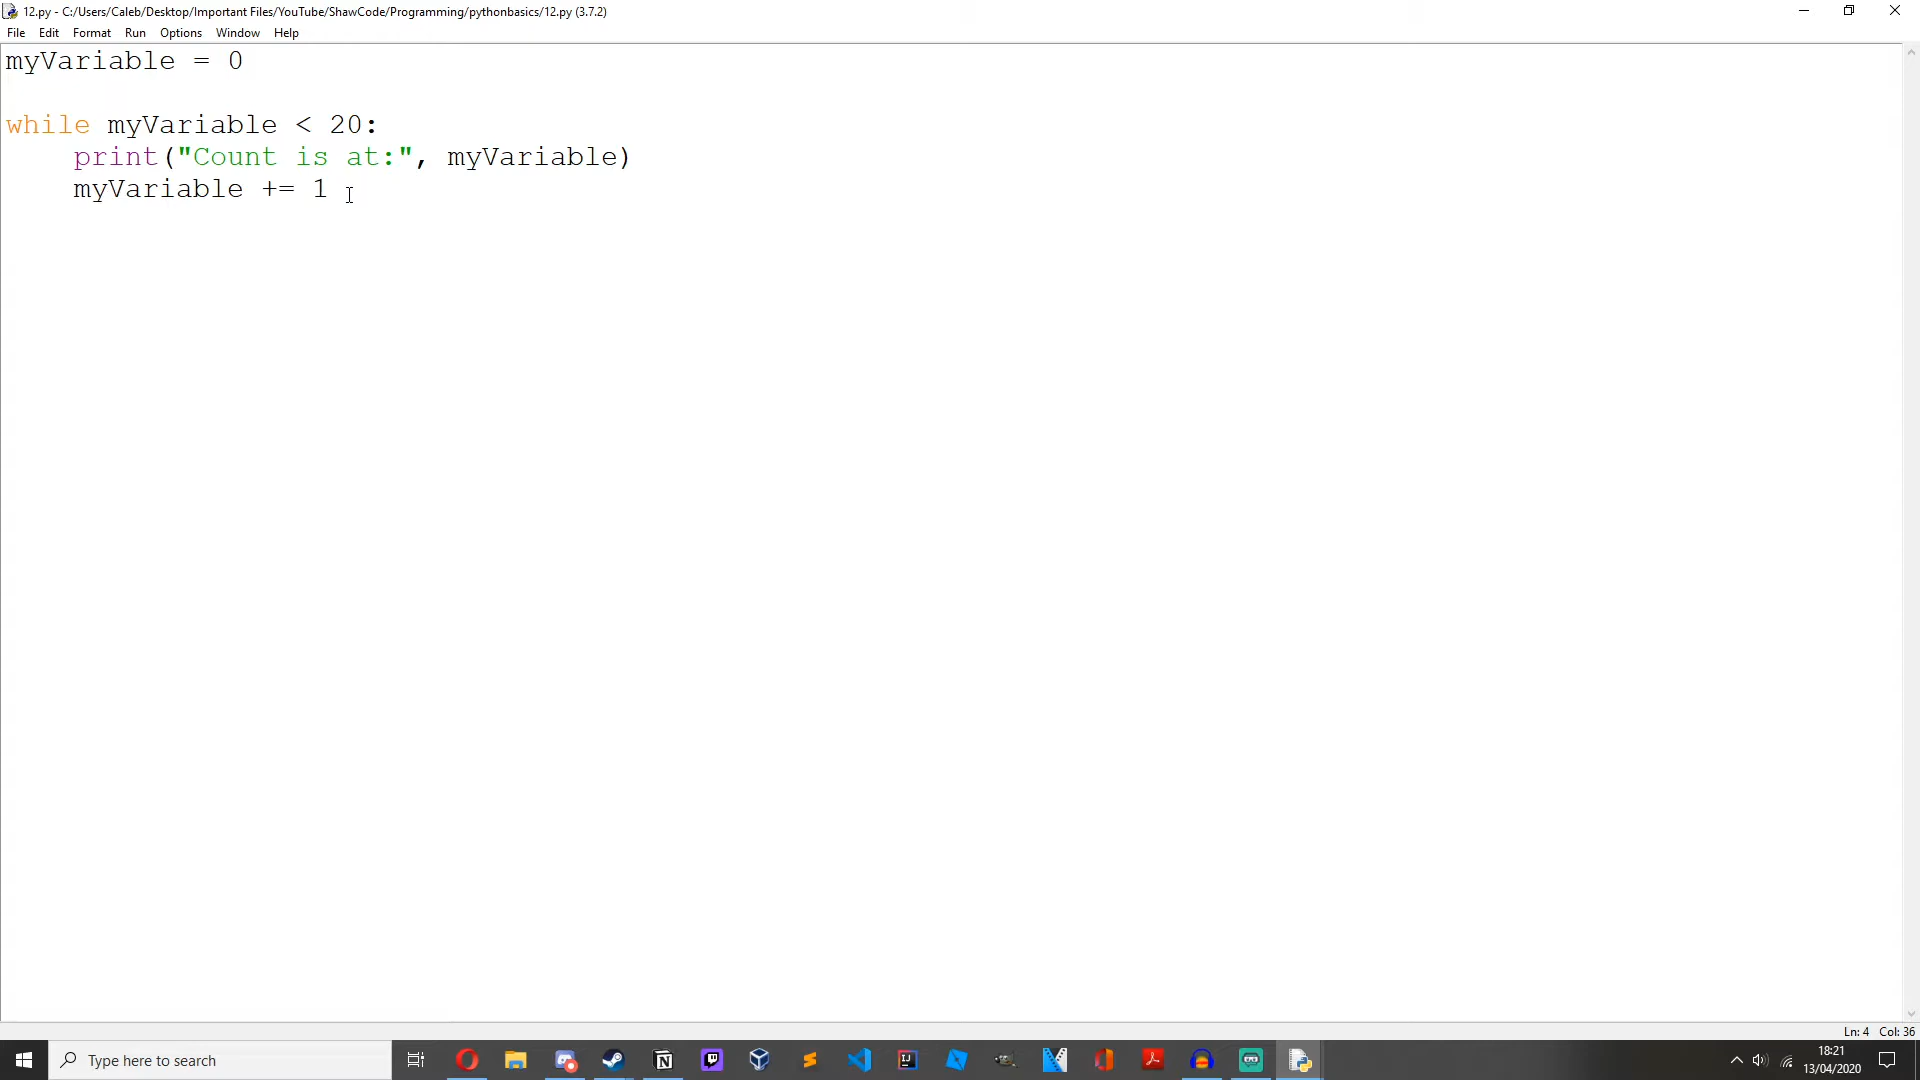 12.py - C:/Users/Caleb/Desktop/Important Files/YouTube/ShawCode/Programming/pythonbasics/12.py (3.7.2)
File Edit Format Run Options Window Help
myVariable = 0
while myVariable < 20:
    print("Count is at:", myVariable)
    myVariable += 1
Ln: 4 Col: 36
Type here to search
18:21
13/04/2020